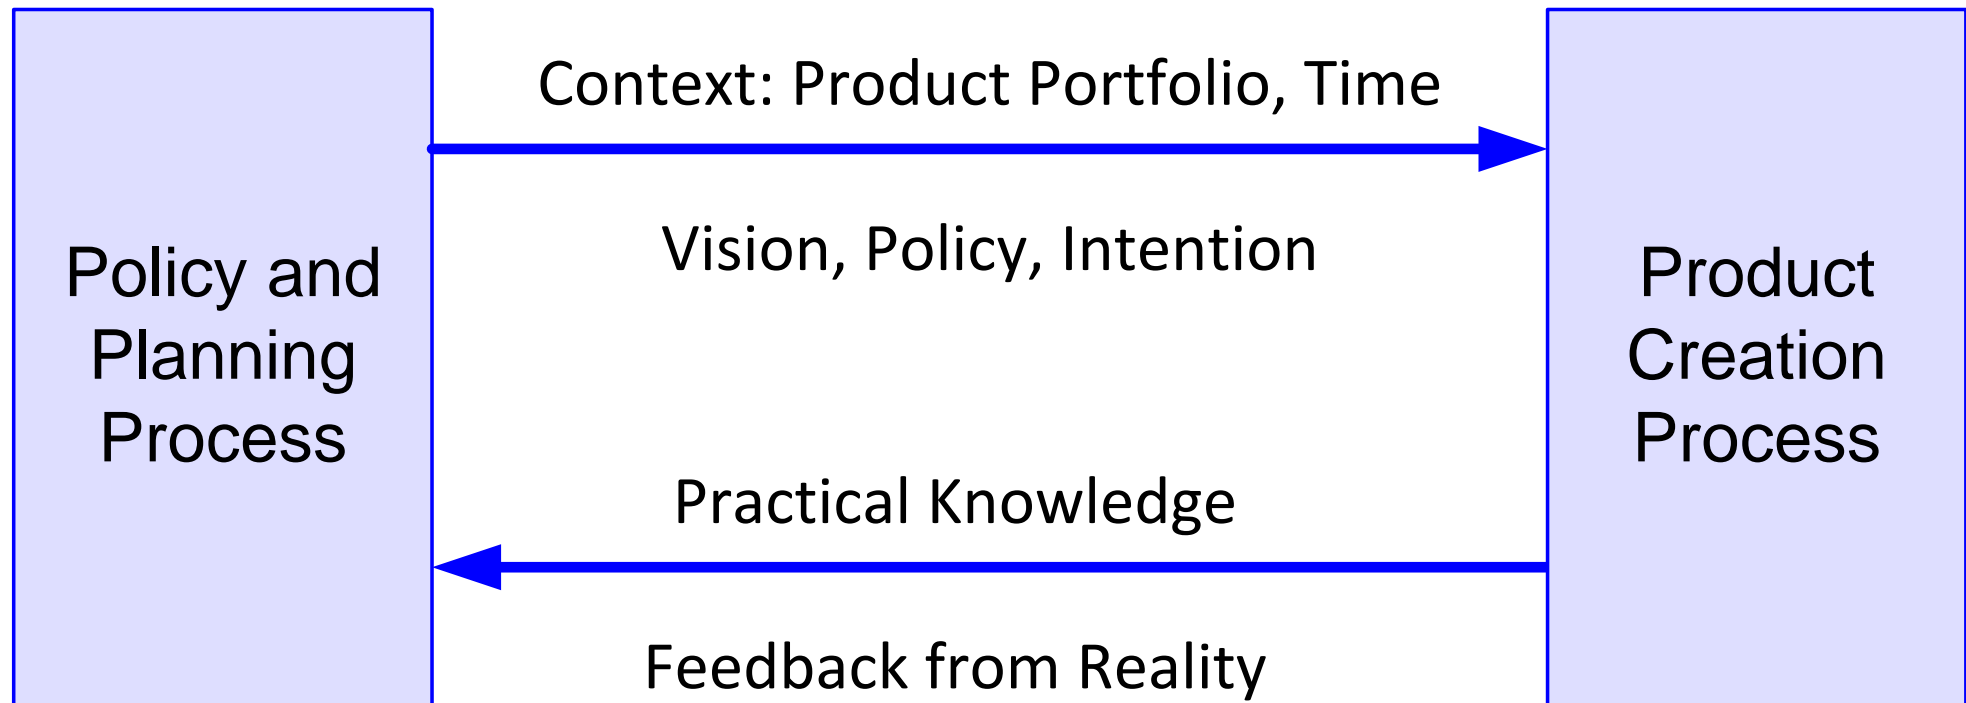 Policy and
Planning
Process
Context: Product Portfolio, Time
Vision, Policy, Intention
Practical Knowledge
Feedback from Reality
Product
Creation
Process